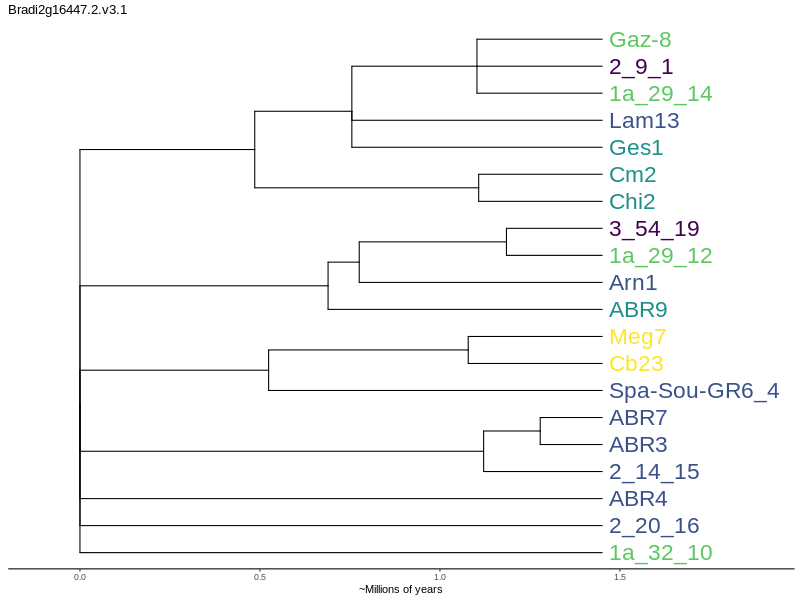 Bradi2g16447.2.v3.1
Gaz-8
2_9_1
1a_29_14
Lam13
Ges1
Cm2
Chi2
3_54_19
1a_29_12
Arn1
ABR9
Meg7
Cb23
Spa-Sou-GR6_4
ABR7
ABR3
2_14_15
ABR4
2_20_16
1a_32_10
0.0 0.5 1.0 1.5
~Millions of years